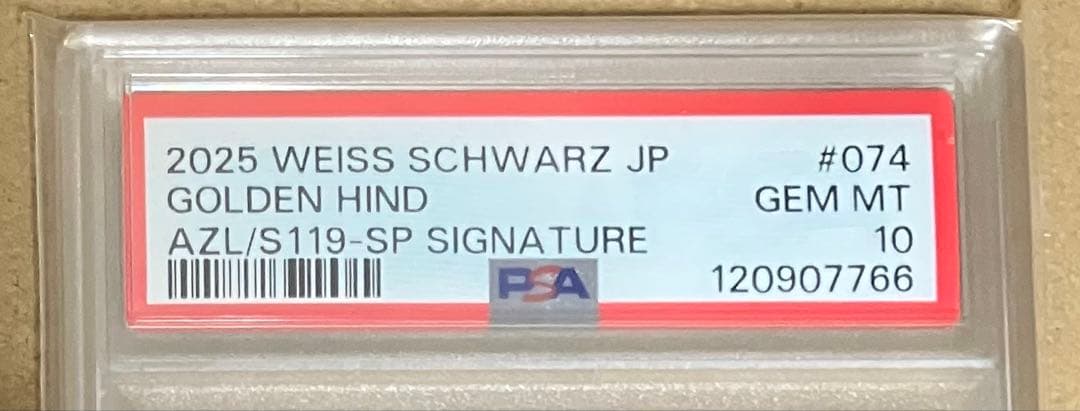 2025 WEISS SCHWARZ JP #074
GOLDEN HIND GEM MT
AZL/S119-SP SIGNATURE 10
PSA 120907766